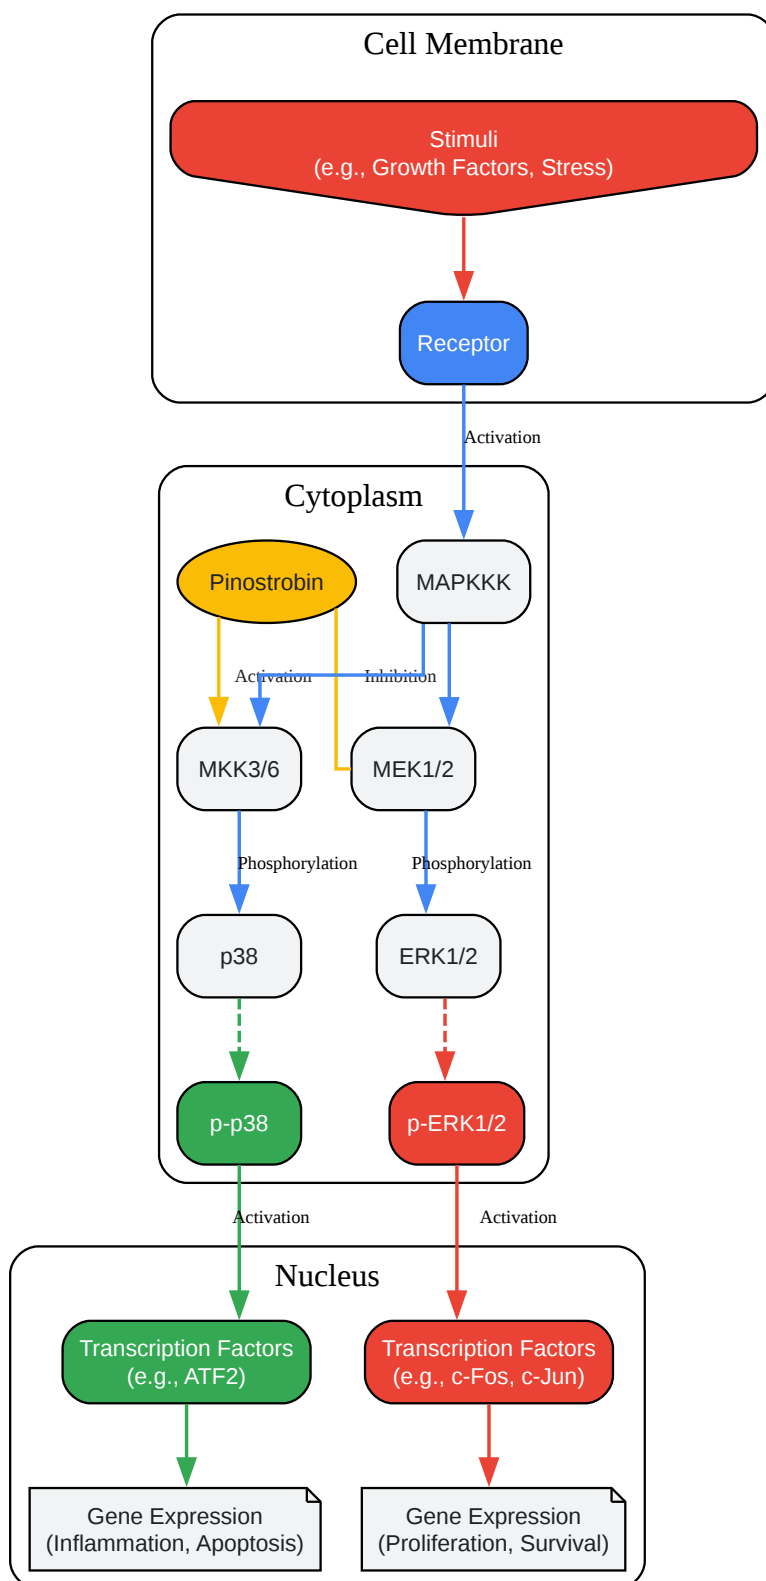 Cell Membrane
Stimuli
(e.g., Growth Factors, Stress)
Receptor
Activation
Cytoplasm
Pinostrobin
MAPKKK
Activation
Inhibition
MKK3/6
MEK1/2
Phosphorylation
Phosphorylation
p38
ERK1/2
p-p38
p-ERK1/2
Activation
Activation
Nucleus
Transcription Factors
(e.g., ATF2)
Transcription Factors
(e.g., c-Fos, c-Jun)
Gene Expression
(Inflammation, Apoptosis)
Gene Expression
(Proliferation, Survival)